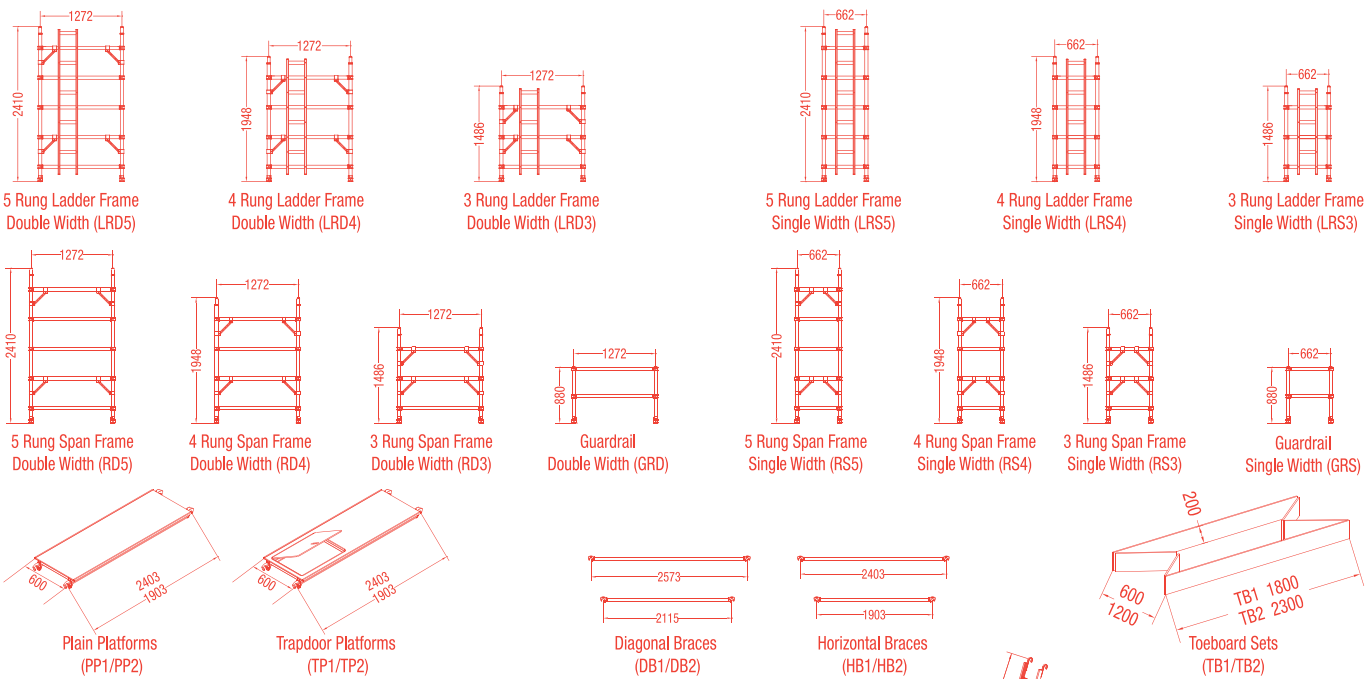 1272
2410
5 Rung Ladder Frame
Double Width (LRD5)
1272
1948
4 Rung Ladder Frame
Double Width (LRD4)
1272
1486
3 Rung Ladder Frame
Double Width (LRD3)
662
2410
5 Rung Ladder Frame
Single Width (LRS5)
662
1948
4 Rung Ladder Frame
Single Width (LRS4)
662
1486
3 Rung Ladder Frame
Single Width (LRS3)
1272
2410
5 Rung Span Frame
Double Width (RD5)
1272
1948
4 Rung Span Frame
Double Width (RD4)
1272
1486
3 Rung Span Frame
Double Width (RD3)
1272
880
Guardrail
Double Width (GRD)
662
2410
5 Rung Span Frame
Single Width (RS5)
662
1948
4 Rung Span Frame
Single Width (RS4)
662
1486
3 Rung Span Frame
Single Width (RS3)
662
880
Guardrail
Single Width (GRS)
600
2403
1903
Plain Platforms
(PP1/PP2)
600
2403
1903
Trapdoor Platforms
(TP1/TP2)
2573
2115
Diagonal Braces
(DB1/DB2)
2403
1903
Horizontal Braces
(HB1/HB2)
200
600
1200
TB1 1800
TB2 2300
Toeboard Sets
(TB1/TB2)